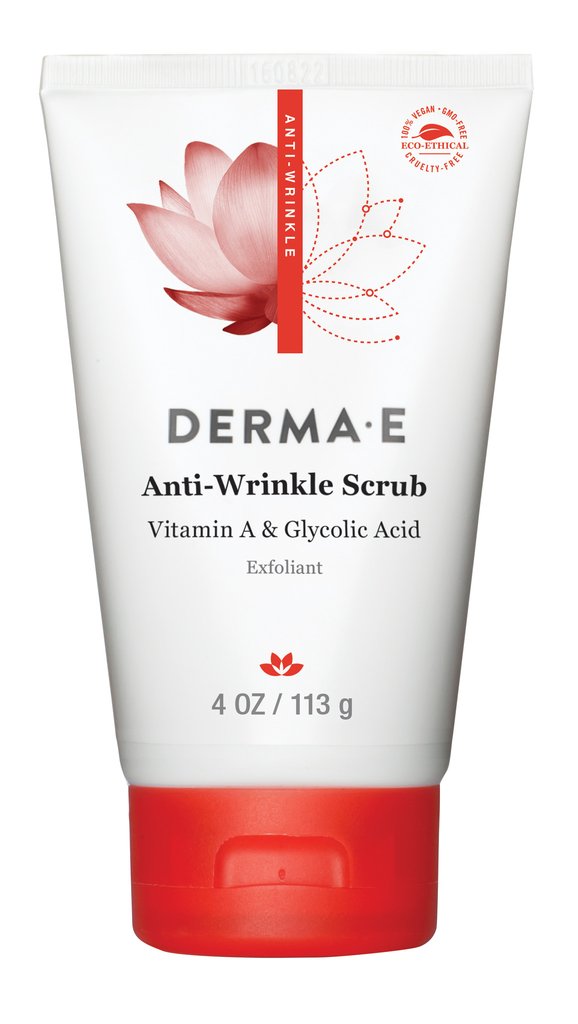 160822
ANTI-WRINKLE
100% VEGAN • GMO-FREE
ECO-ETHICAL
CRUELTY-FREE
DERMA·E
Anti-Wrinkle Scrub
Vitamin A & Glycolic Acid
Exfoliant
4 OZ / 113 g